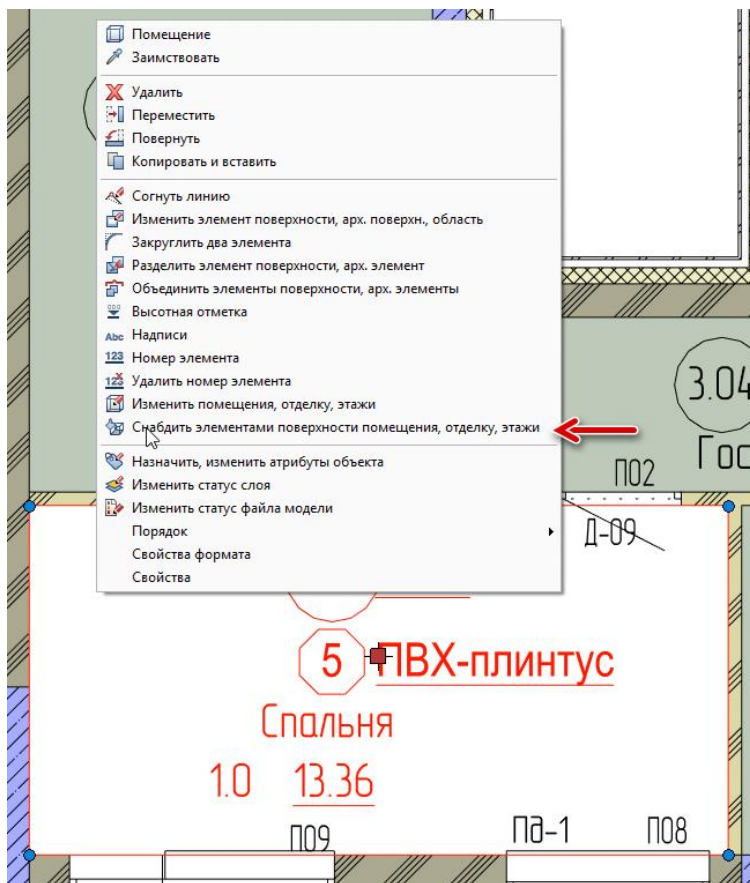 Помещение
Заимствовать
Удалить
Переместить
Повернуть
Копировать и вставить
Согнуть линию
Изменить элемент поверхности, арх. поверхн., область
Закруглить два элемента
Разделить элемент поверхности, арх. элемент
Объединить элементы поверхности, арх. элементы
Высотная отметка
Abc Надписи
123 Номер элемента
123 Удалить номер элемента
Изменить помещения, отделку, этажи
Снабдить элементами поверхности помещения, отделку, этажи
Назначить, изменить атрибуты объекта
Изменить статус слоя
Изменить статус файла модели
Порядок
Свойства формата
Свойства
3.04
Гос
П02
Д-09
5 ПВХ-плинтус
Спальня
1.0 13.36
П09
Пд-1
П08